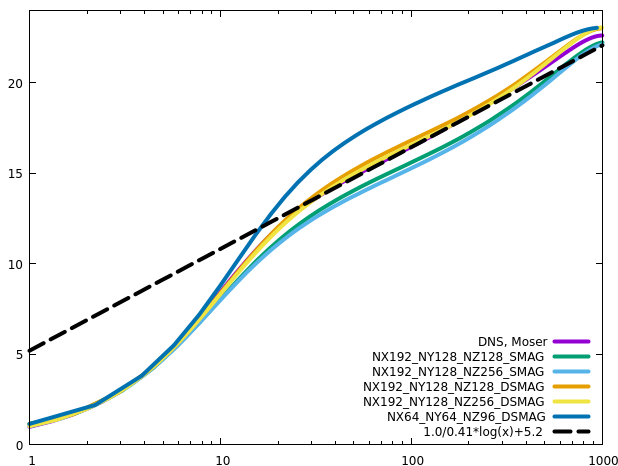 20
15
10
5
0
1
10
100
1000
DNS, Moser
NX192_NY128_NZ128_SMAG
NX192_NY128_NZ256_SMAG
NX192_NY128_NZ128_DSMAG
NX192_NY128_NZ256_DSMAG
NX64_NY64_NZ96_DSMAG
1.0/0.41*log(x)+5.2